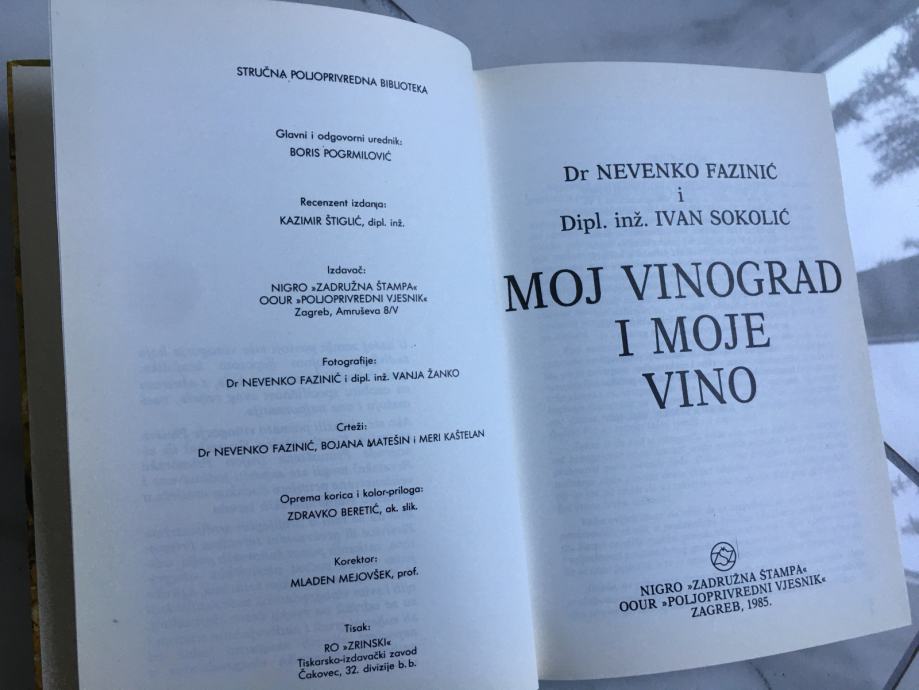 STRUČNA POLJOPRIVREDNA BIBLIOTEKA
Glavni i odgovorni urednik:
BORIS POGRMILOVIĆ
Recenzent izdanja:
KAZIMIR ŠTIGLIĆ, dipl. inž.
Izdavač:
NIGRO »ZADRUŽNA ŠTAMPA«
OOUR »POLJOPRIVREDNI VJESNIK«
Zagreb, Amruševa 8/V
Fotografije:
Dr NEVENKO FAZINIĆ i dipl. inž. VANJA ŽANKO
Crteži:
Dr NEVENKO FAZINIĆ, BOJANA MATEŠIN i MERI KAŠTELAN
Oprema korica i kolor-priloga:
ZDRAVKO BERETIĆ, ak. slik.
Korektor:
MLADEN MEJOVŠEK, prof.
Tisak:
RO »ZRINSKI«
Tiskarsko-izdavački zavod
Čakovec, 32. divizije b. b.
Dr NEVENKO FAZINIĆ
i
Dipl. inž. IVAN SOKOLIĆ
MOJ VINOGRAD
I MOJE
VINO
NIGRO »ZADRUŽNA ŠTAMPA«
OOUR »POLJOPRIVREDNI VJESNIK«
ZAGREB, 1985.